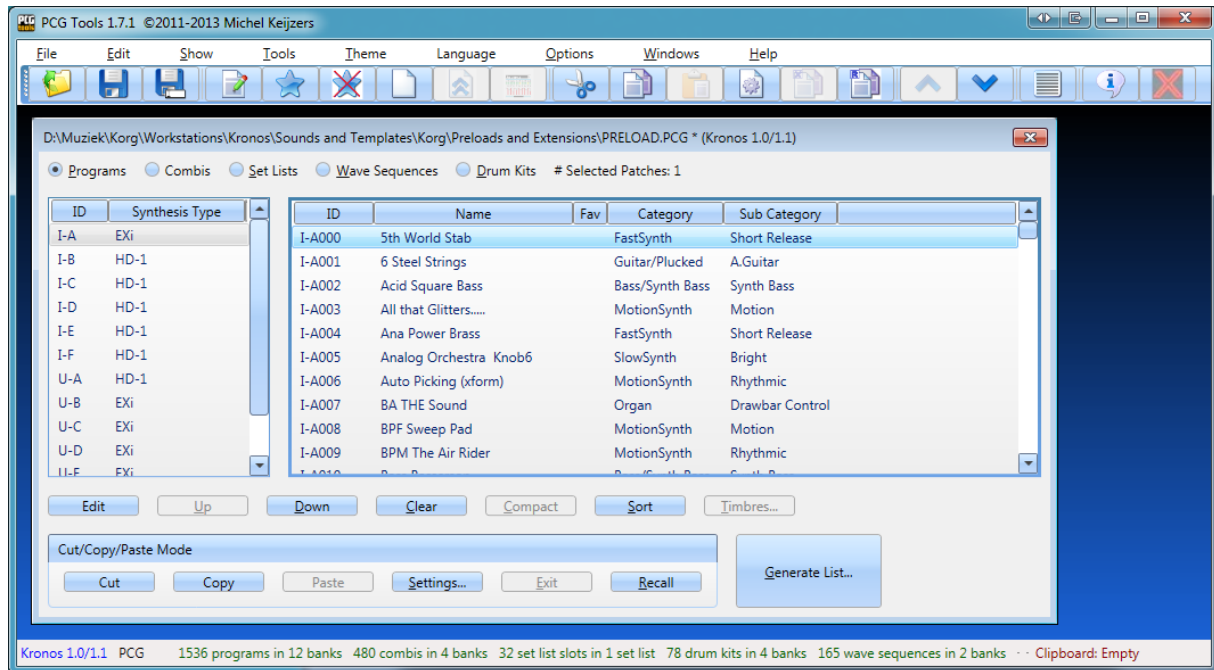 PCG Tools 1.7.1 ©2011-2013 Michel Keijzers
File Edit Show Tools Theme Language Options Windows Help
D:\Muziek\Korg\Workstations\Kronos\Sounds and Templates\Korg\Preloads and Extensions\PRELOAD.PCG * (Kronos 1.0/1.1)
Programs Combis Set Lists Wave Sequences Drum Kits # Selected Patches: 1
ID Synthesis Type ID Name Fav Category Sub Category
I-A EXi I-A000 5th World Stab FastSynth Short Release
I-B HD-1 I-A001 6 Steel Strings Guitar/Plucked A.Guitar
I-C HD-1 I-A002 Acid Square Bass Bass/Synth Bass Synth Bass
I-D HD-1 I-A003 All that Glitters..... MotionSynth Motion
I-E HD-1 I-A004 Ana Power Brass FastSynth Short Release
I-F HD-1 I-A005 Analog Orchestra Knob6 SlowSynth Bright
U-A HD-1 I-A006 Auto Picking (xform) MotionSynth Rhythmic
U-B EXi I-A007 BA THE Sound Organ Drawbar Control
U-C EXi I-A008 BPF Sweep Pad MotionSynth Motion
U-D EXi I-A009 BPM The Air Rider MotionSynth Rhythmic
Edit Up Down Clear Compact Sort Timbres...
Cut/Copy/Paste Mode
Cut Copy Paste Settings... Exit Recall Generate List...
Kronos 1.0/1.1 PCG 1536 programs in 12 banks 480 combis in 4 banks 32 set list slots in 1 set list 78 drum kits in 4 banks 165 wave sequences in 2 banks Clipboard: Empty